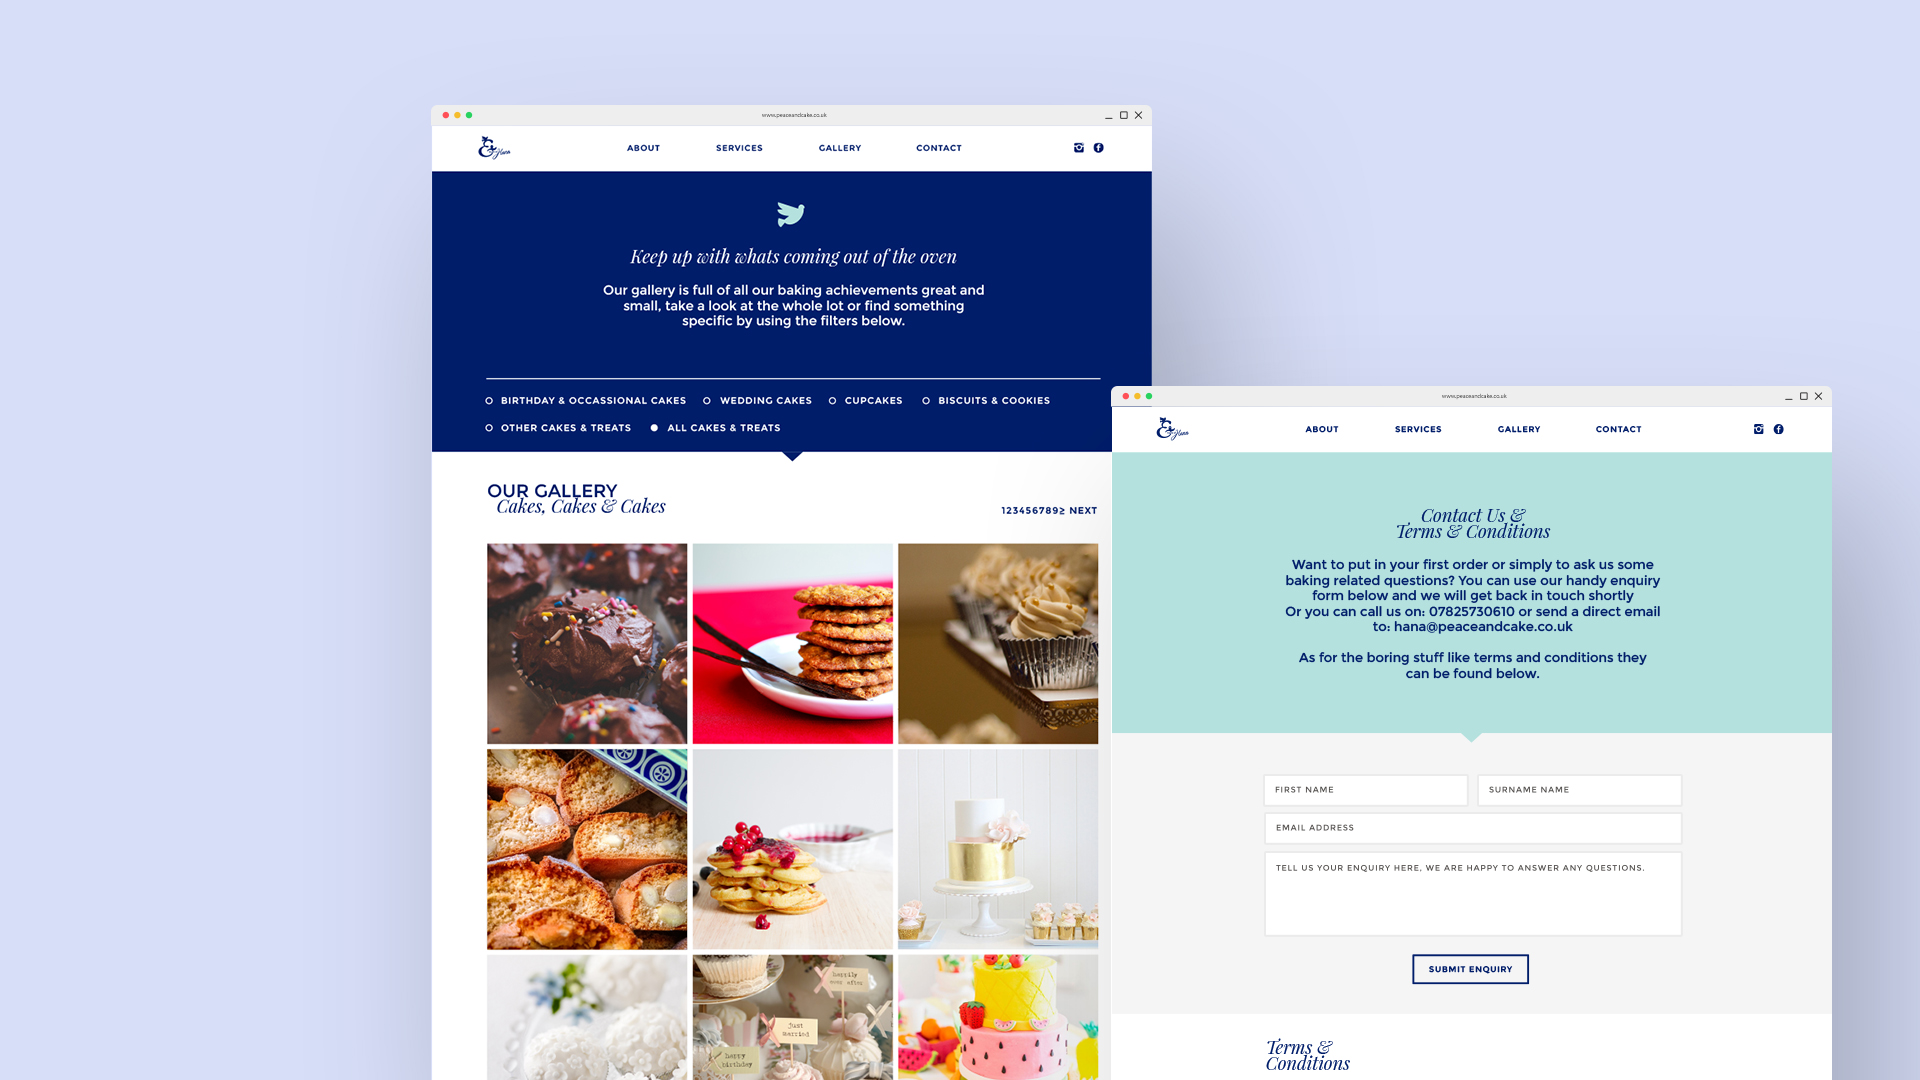 www.peaceandcake.co.uk
& Hana
ABOUT
SERVICES
GALLERY
CONTACT
Keep up with whats coming out of the oven
Our gallery is full of all our baking achievements great and
small, take a look at the whole lot or find something
specific by using the filters below.
BIRTHDAY & OCCASSIONAL CAKES
WEDDING CAKES
CUPCAKES
BISCUITS & COOKIES
OTHER CAKES & TREATS
ALL CAKES & TREATS
OUR GALLERY
Cakes, Cakes & Cakes
123456789≥ NEXT
happily
ever after
just
married
happy
birthday
www.peaceandcake.co.uk
& Hana
ABOUT
SERVICES
GALLERY
CONTACT
Contact Us &
Terms & Conditions
Want to put in your first order or simply to ask us some
baking related questions? You can use our handy enquiry
form below and we will get back in touch shortly
Or you can call us on: 07825730610 or send a direct email
to: hana@peaceandcake.co.uk
As for the boring stuff like terms and conditions they
can be found below.
FIRST NAME
SURNAME NAME
EMAIL ADDRESS
TELL US YOUR ENQUIRY HERE, WE ARE HAPPY TO ANSWER ANY QUESTIONS.
SUBMIT ENQUIRY
Terms &
Conditions